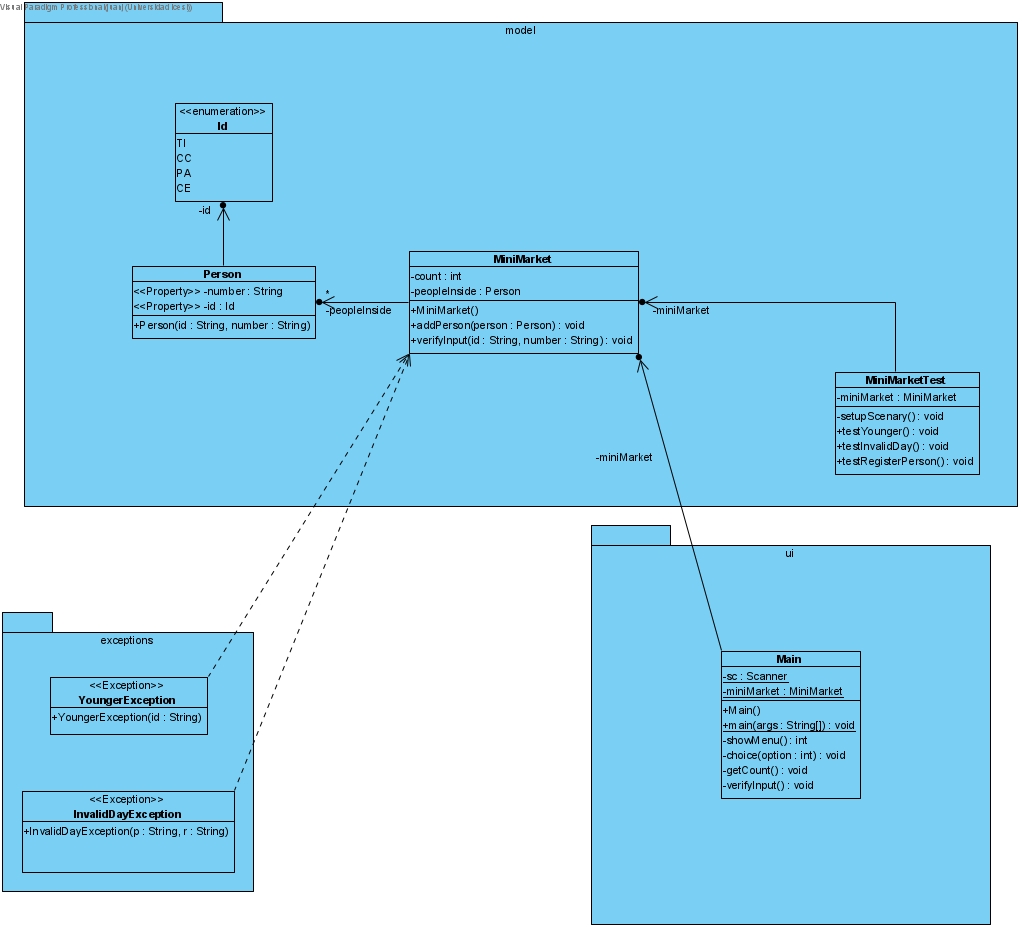 Visual Paradigm Professional(juan(Universidad Icesi))
model
<<enumeration>>
Id
TI
CC
PA
CE
-id
Person
<<Property>> -number : String
<<Property>> -id : Id
+Person(id : String, number : String)
*
-peopleInside
MiniMarket
-count : int
-peopleInside : Person
+MiniMarket()
+addPerson(person : Person) : void
+verifyInput(id : String, number : String) : void
-miniMarket
MiniMarketTest
-miniMarket : MiniMarket
-setupScenary() : void
+testYounger() : void
+testInvalidDay() : void
+testRegisterPerson() : void
-miniMarket
exceptions
<<Exception>>
YoungerException
+YoungerException(id : String)
<<Exception>>
InvalidDayException
+InvalidDayException(p : String, r : String)
ui
Main
-sc : Scanner
-miniMarket : MiniMarket
+Main()
+main(args : String[]) : void
-showMenu() : int
-choice(option : int) : void
-getCount() : void
-verifyInput() : void